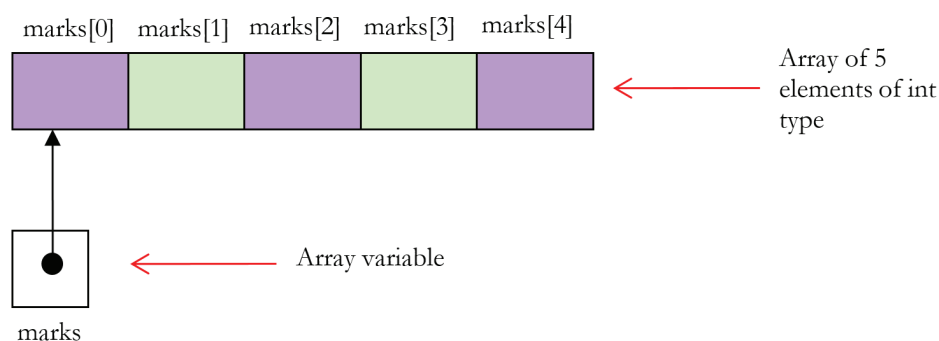 marks[0] marks[1] marks[2] marks[3] marks[4]
Array of 5
elements of int
type
Array variable
marks